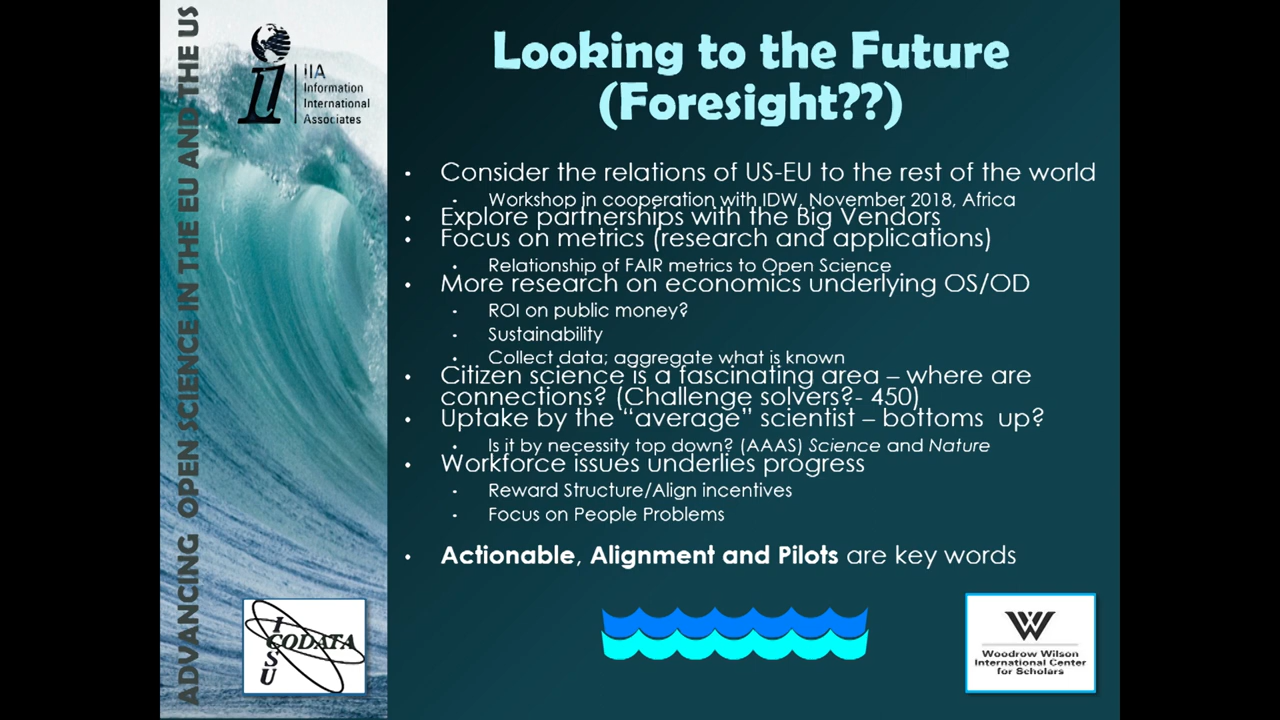 ADVANCING OPEN SCIENCE IN THE EU AND THE US
IIA
Information
International
Associates
Looking to the Future
(Foresight??)
• Consider the relations of US-EU to the rest of the world
• Workshop in cooperation with IDW, November 2018, Africa
• Explore partnerships with the Big Vendors
• Focus on metrics (research and applications)
• Relationship of FAIR metrics to Open Science
• More research on economics underlying OS/OD
• ROI on public money?
• Sustainability
• Collect data; aggregate what is known
• Citizen science is a fascinating area – where are
connections? (Challenge solvers?- 450)
• Uptake by the “average” scientist – bottoms up?
• Is it by necessity top down? (AAAS) Science and Nature
• Workforce issues underlies progress
• Reward Structure/Align incentives
• Focus on People Problems
• Actionable, Alignment and Pilots are key words
ICSU
CODATA
Woodrow Wilson
International Center
for Scholars